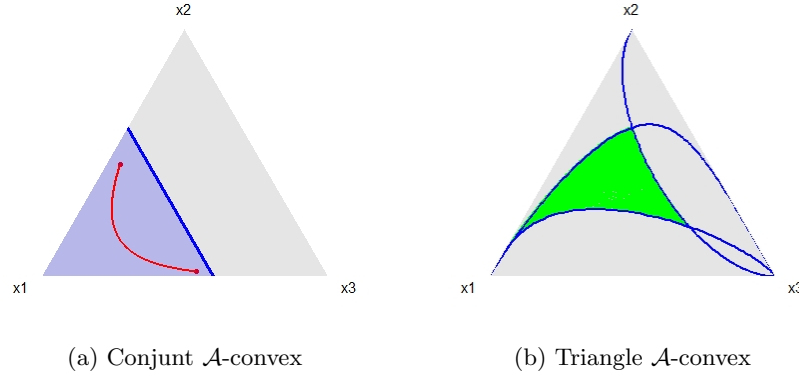 x2
x2
x1
x3
x1
x3
(a) Conjunt A-convex
(b) Triangle A-convex